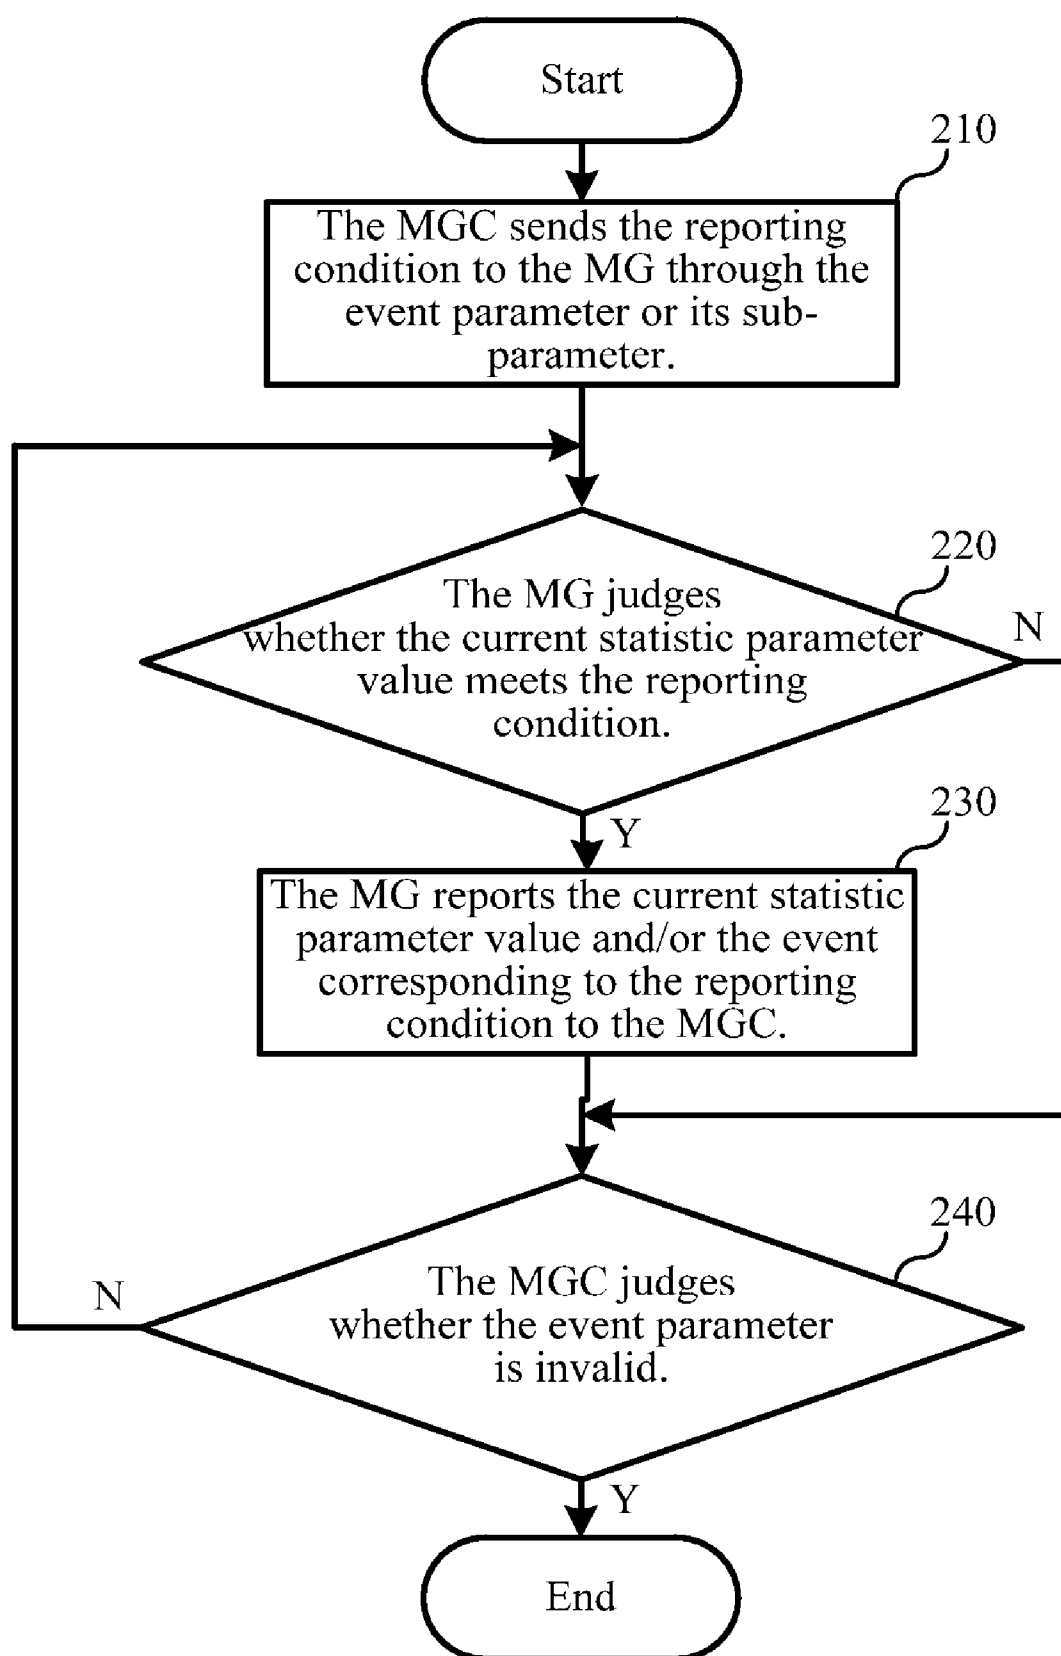 Start
210
The MGC sends the reporting
condition to the MG through the
event parameter or its sub-
parameter.
220
The MG judges
whether the current statistic parameter
value meets the reporting
condition.
N
Y
230
The MG reports the current statistic
parameter value and/or the event
corresponding to the reporting
condition to the MGC.
240
The MGC judges
whether the event parameter
is invalid.
N
Y
End